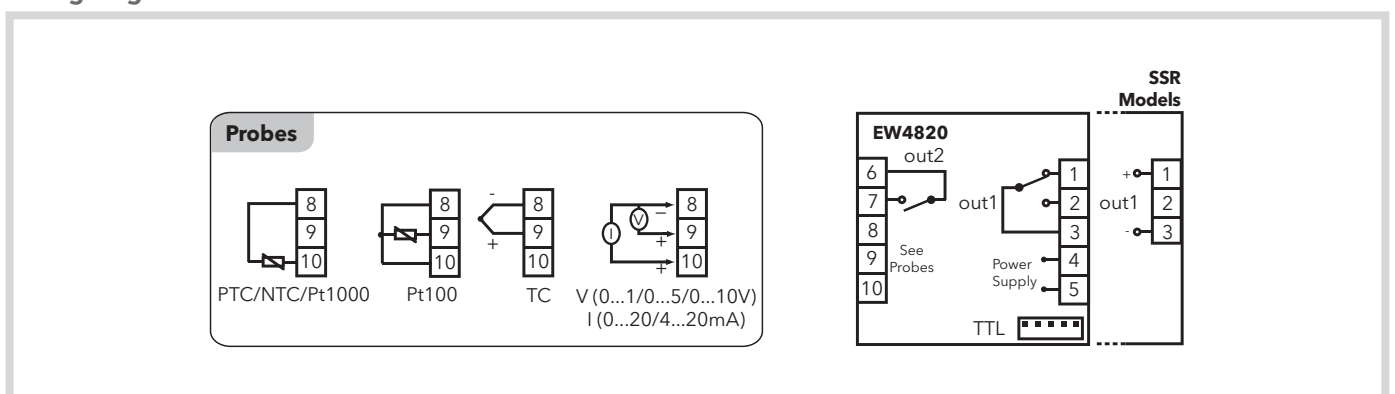 Probes
8
9
10
PTC/NTC/Pt1000
8
9
10
Pt100
-
+
8
9
10
TC
I
V
–
+
+
8
9
10
V (0...1/0...5/0...10V)
I (0...20/4...20mA)
EW4820
6
7
8
9
10
out2
See
Probes
out1
1
2
3
4
5
Power
Supply
TTL
SSR
Models
+
-
out1
1
2
3